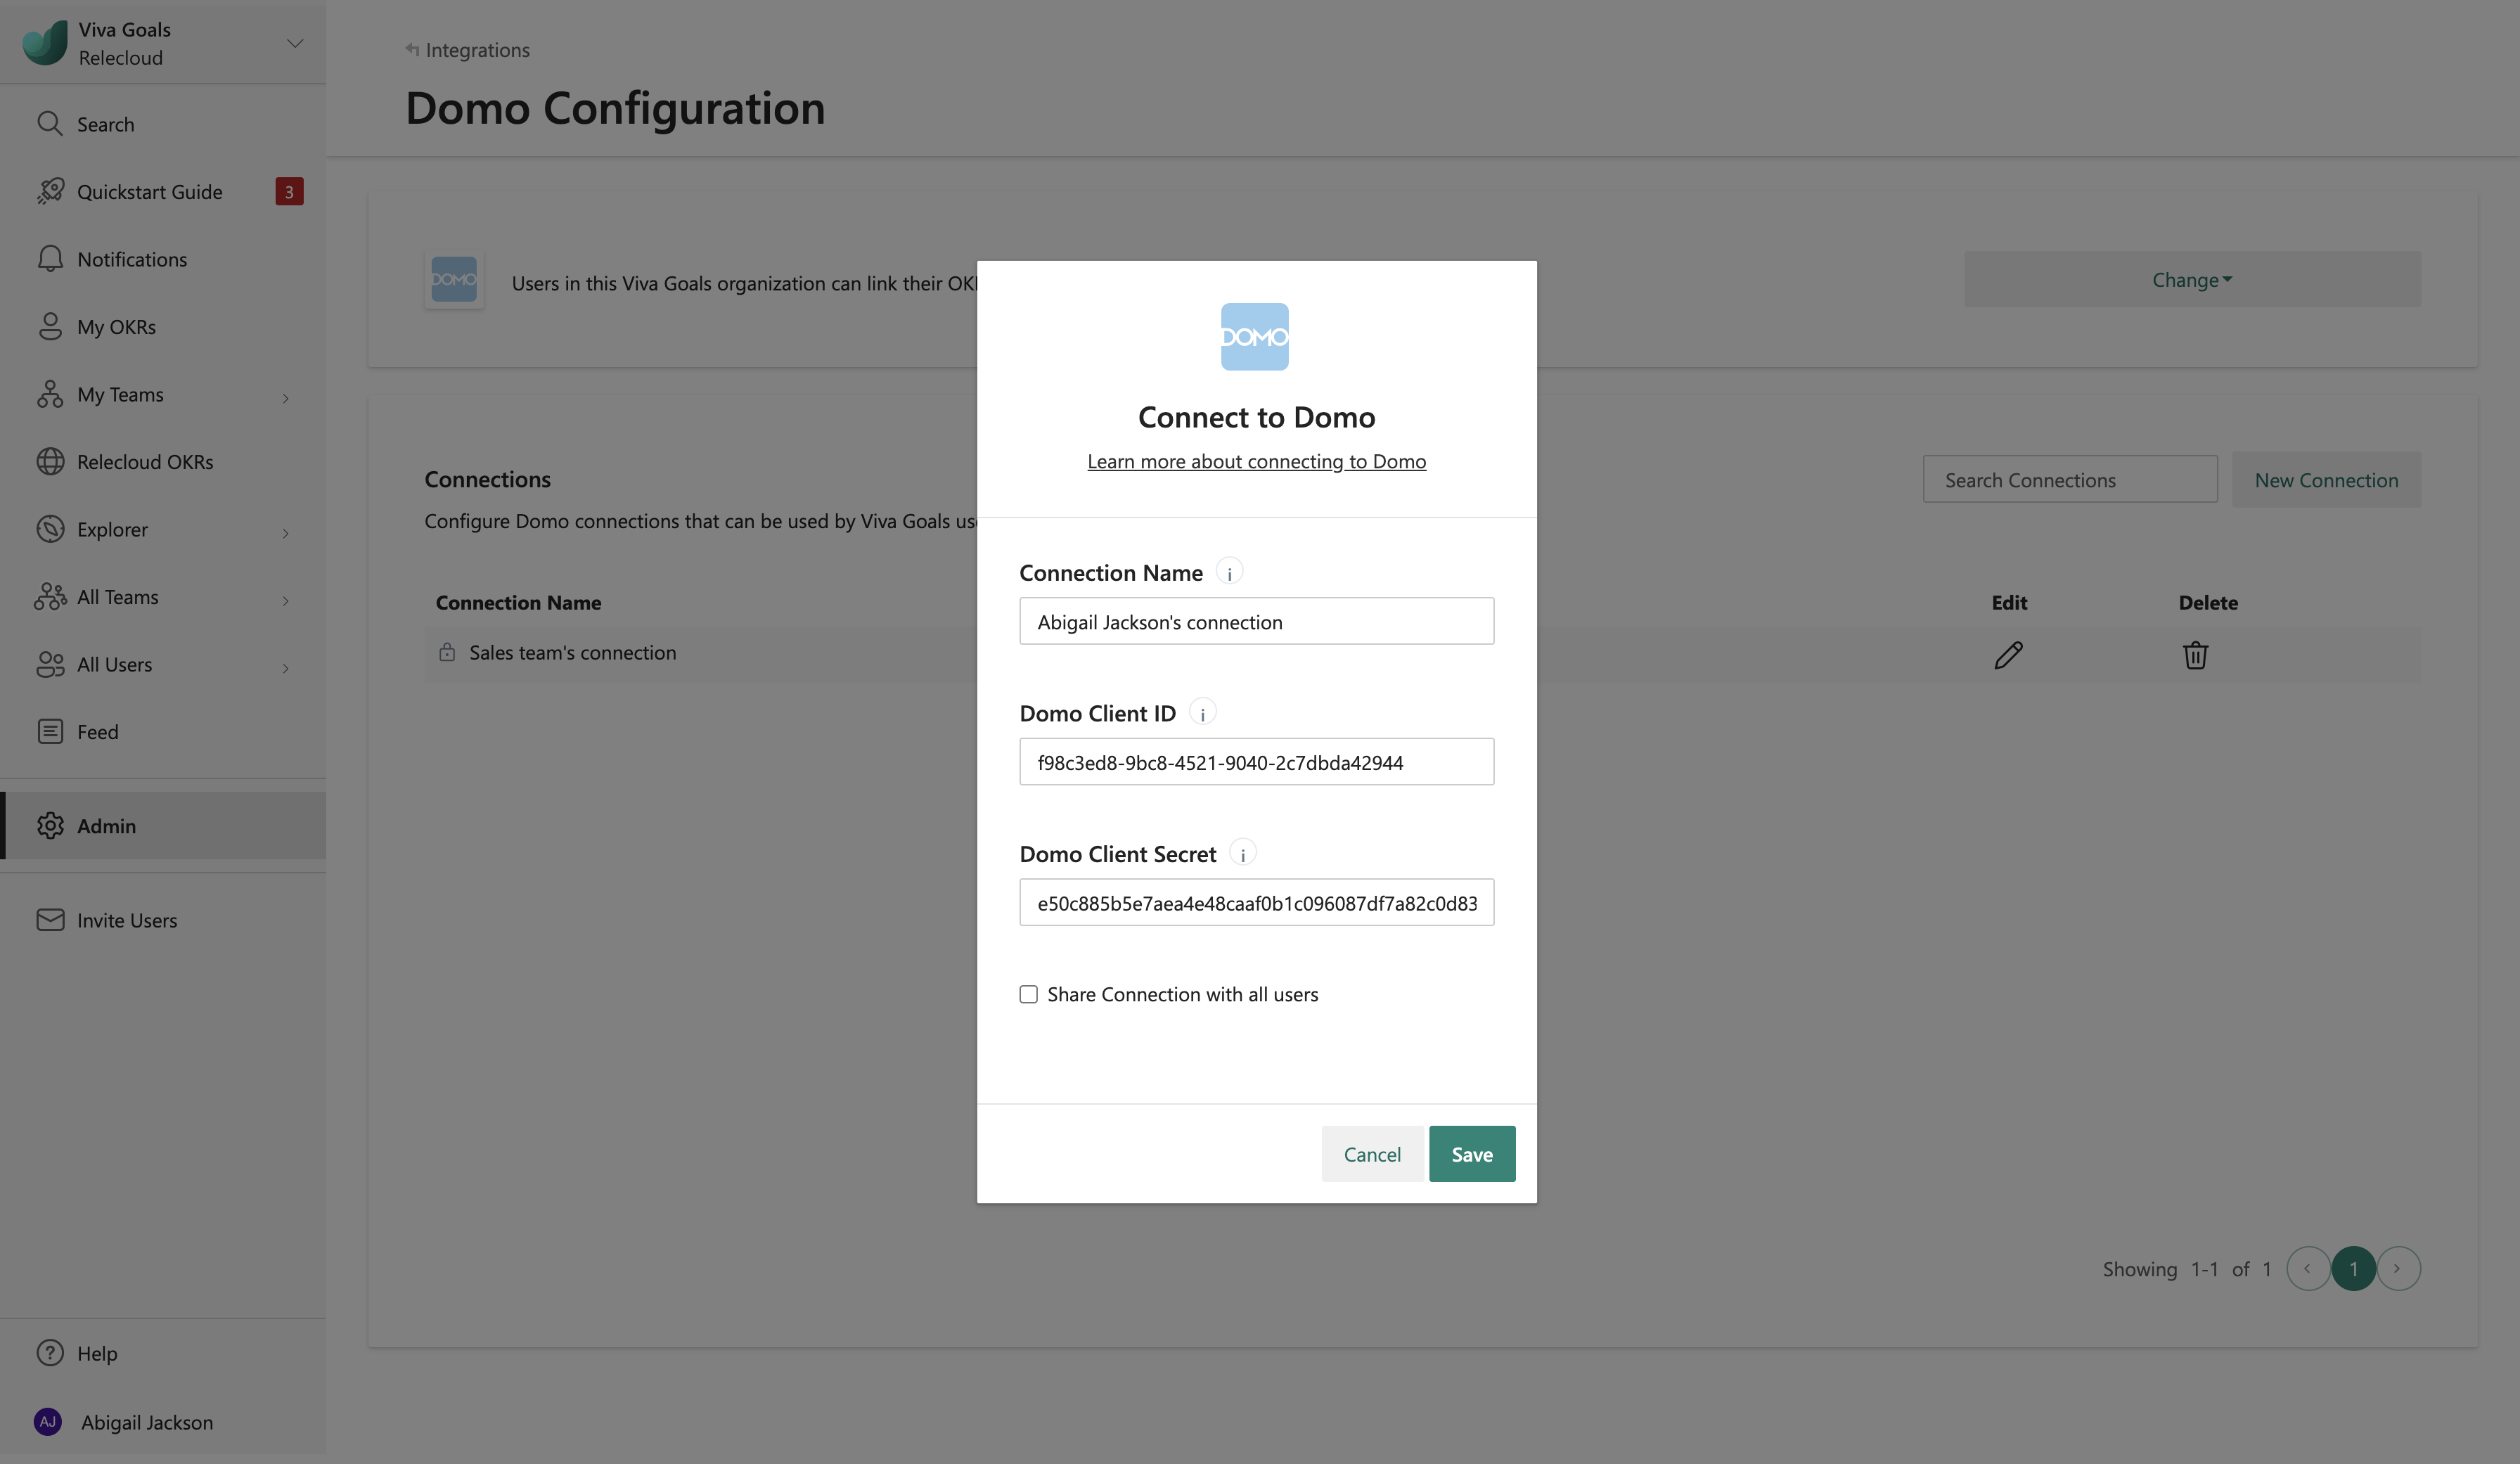 Viva Goals
Relecloud
Search
Quickstart Guide
3
Notifications
My OKRs
My Teams
Relecloud OKRs
Explorer
All Teams
All Users
Feed
Admin
Invite Users
Help
AJ
Abigail Jackson
Integrations
Domo Configuration
DOMO
Users in this Viva Goals organization can link their
Change
Connections
Configure Domo connections that can be used by Viva Goals
Search Connections
New Connection
Connection Name
Edit
Delete
Sales team's connection
Showing 1-1 of 1
1
DOMO
Connect to Domo
Learn more about connecting to Domo
Connection Name
Abigail Jackson's connection
Domo Client ID
f98c3ed8-9bc8-4521-9040-2c7dbda42944
Domo Client Secret
e50c885b5e7aea4e48caaf0b1c096087df7a82c0d83
Share Connection with all users
Cancel
Save